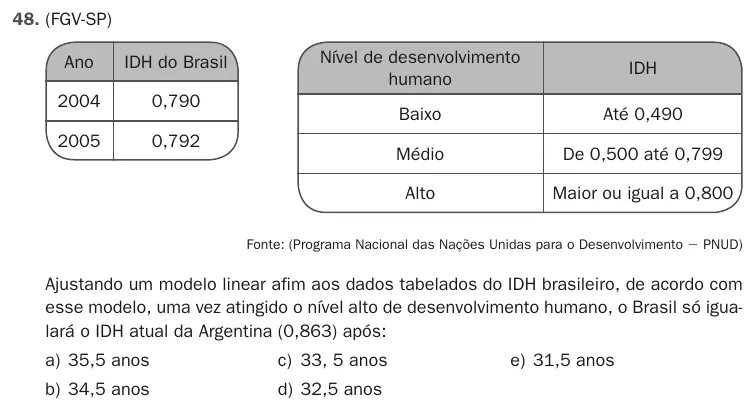 48. (FGV-SP)
Ano IDH do Brasil
2004 0,790
2005 0,792
Nível de desenvolvimento
humano
IDH
Baixo Até 0,490
Médio De 0,500 até 0,799
Alto Maior ou igual a 0,800
Fonte: (Programa Nacional das Nações Unidas para o Desenvolvimento − PNUD)
Ajustando um modelo linear afim aos dados tabelados do IDH brasileiro, de acordo com
esse modelo, uma vez atingido o nível alto de desenvolvimento humano, o Brasil só igua-
lará o IDH atual da Argentina (0,863) após:
a) 35,5 anos c) 33, 5 anos e) 31,5 anos
b) 34,5 anos d) 32,5 anos